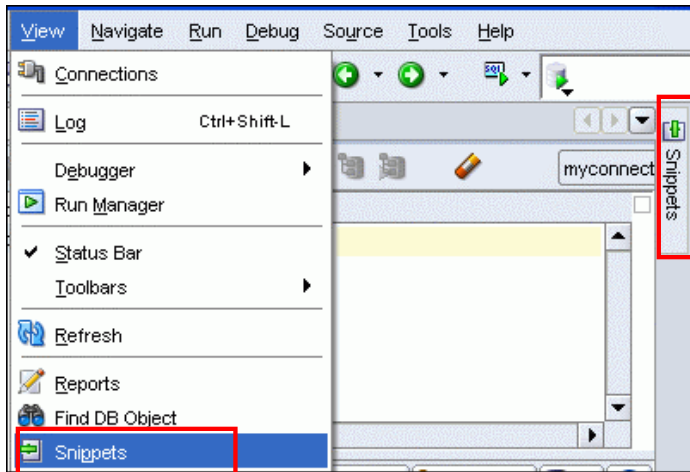 View Navigate Run Debug Source Tools Help
Connections
SQL
Log Ctrl+Shift-L
Debugger
myconnect
Snippets
Run Manager
Status Bar
Toolbars
Refresh
Reports
Find DB Object
Snippets